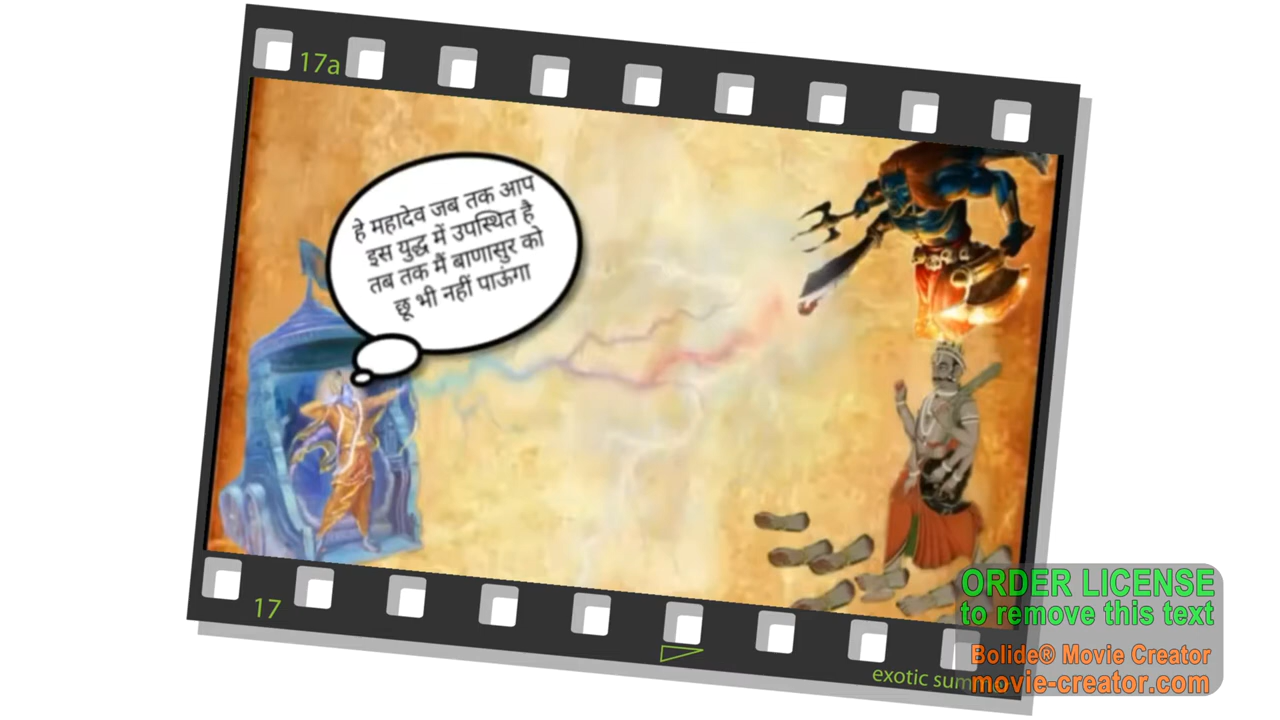 17a
हे महादेव जब तक आप
इस युद्ध में उपस्थित है
तब तक मैं बाणासुर को
छू भी नहीं पाऊंगा
17
exotic
ORDER LICENSE
to remove this text
Bolide® Movie Creator
movie-creator.com